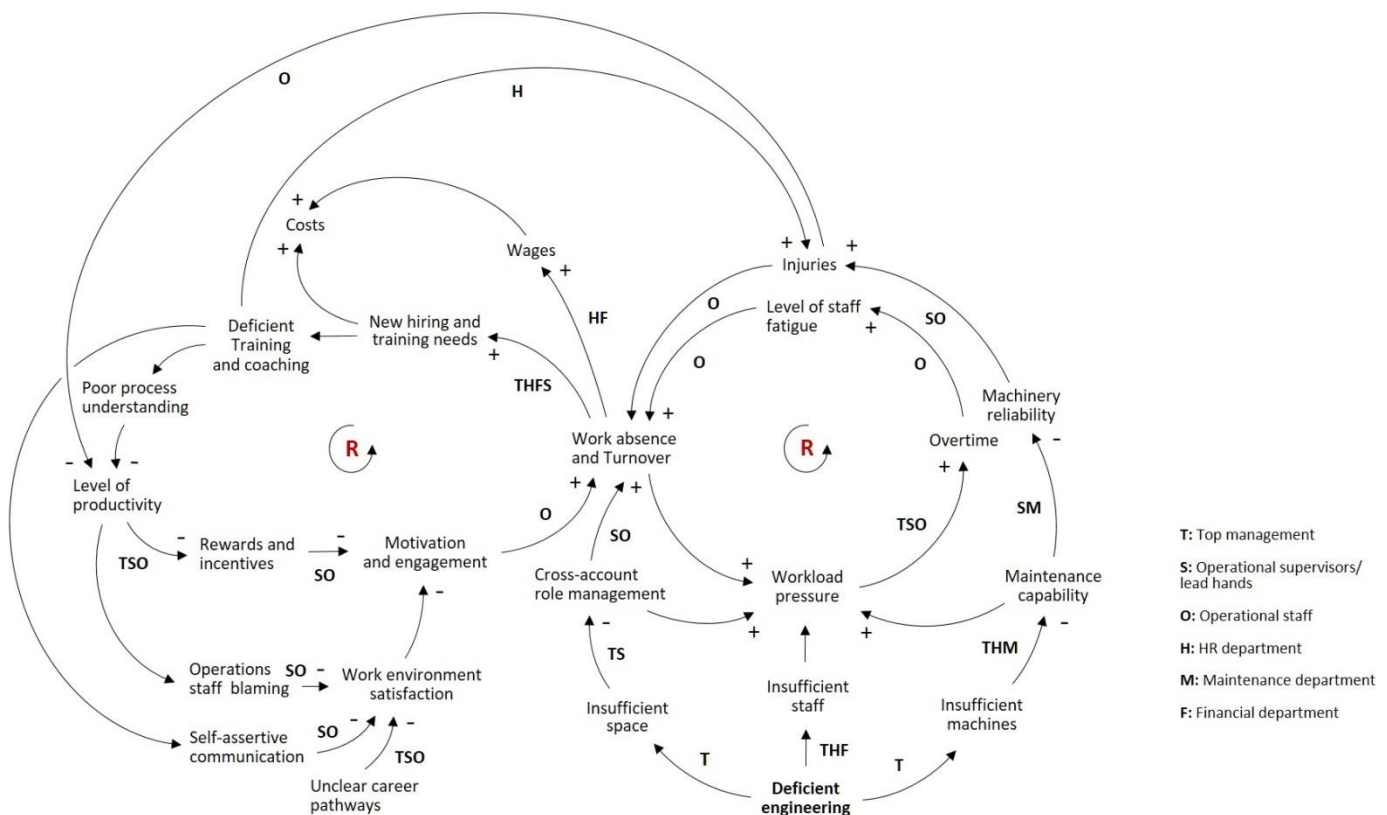 O
H
+
Costs
+
Wages
+
+
+
Injuries
O
Level of staff
fatigue
+
SO
HF
Deficient
Training
and coaching
New hiring and
training needs
+
O
O
THFS
Poor process
understanding
Machinery
reliability
-
+
R
Work absence
and Turnover
R
Overtime
+
-
-
Level of
productivity
+
+
O
SO
TSO
SM
TSO
-
Rewards and
incentives
-
SO
Motivation
and engagement
-
Cross-account
role management
+
Workload
pressure
Maintenance
capability
-
+
+
-
TS
THM
Operations
staff blaming
SO
-
Work environment
satisfaction
Insufficient
space
Insufficient
staff
Insufficient
machines
Self-assertive
communication
SO
-
-
TSO
Unclear career
pathways
T
THF
T
Deficient
engineering
T: Top management
S: Operational supervisors/
lead hands
O: Operational staff
H: HR department
M: Maintenance department
F: Financial department